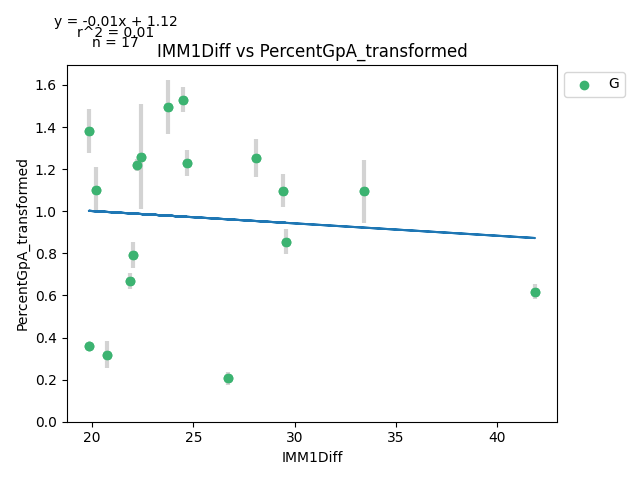 y = -0.01x + 1.12
r^2 = 0.01
n = 17
IMM1Diff vs PercentGpA_transformed
G
PercentGpA_transformed
1.6
1.4
1.2
1.0
0.8
0.6
0.4
0.2
0.0
20
25
30
35
40
IMM1Diff